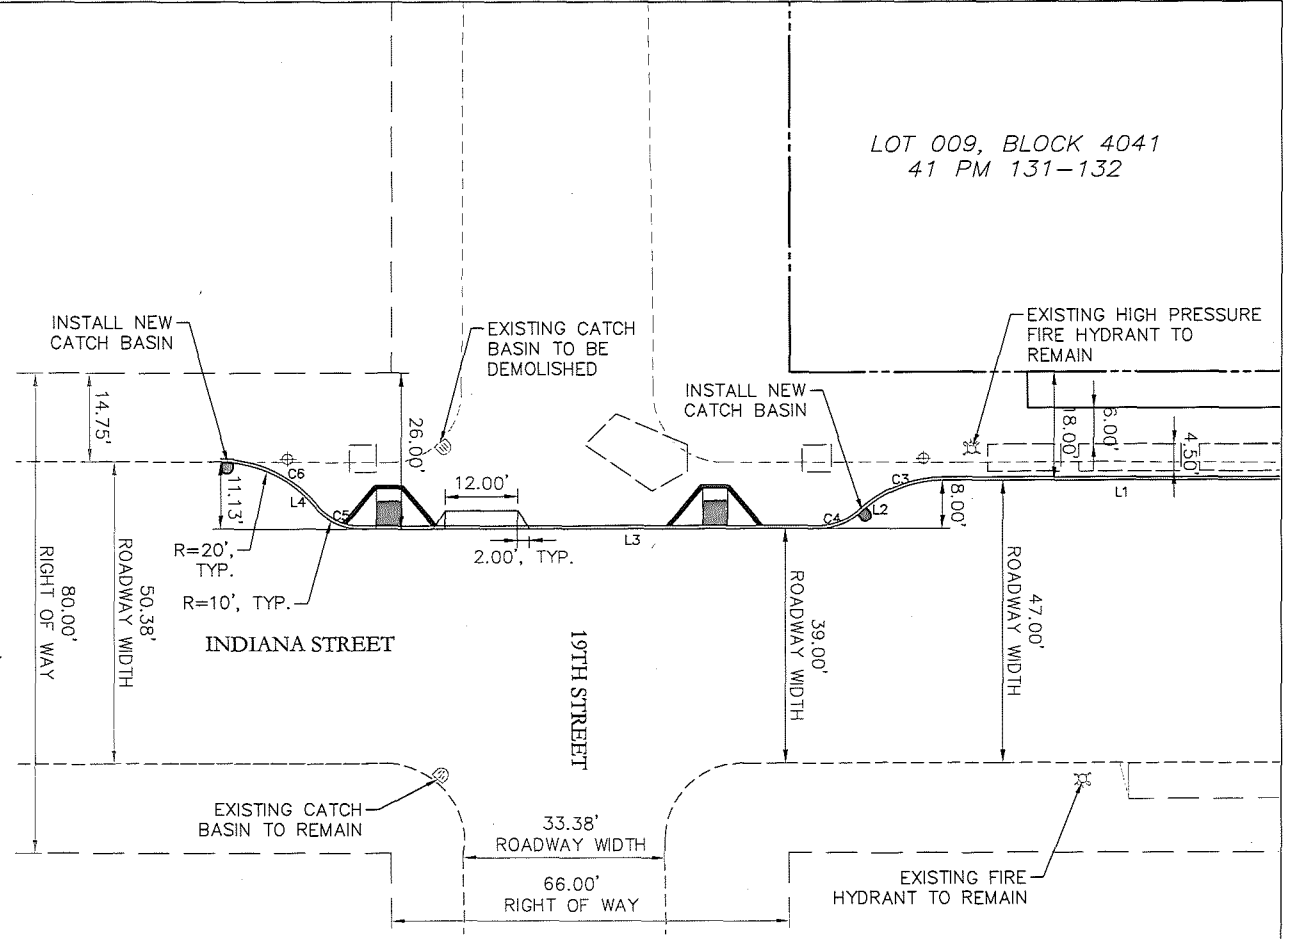 LOT 009, BLOCK 4041
41 PM 131-132
INSTALL NEW
CATCH BASIN
EXISTING CATCH
BASIN TO BE
DEMOLISHED
EXISTING HIGH PRESSURE
FIRE HYDRANT TO
REMAIN
INSTALL NEW
CATCH BASIN
14.75'
26.00'
18.00'
6.00'
4.50'
11.13'
C6
L4
C5
12.00'
C3
L2
C4
8.00'
L1
L3
2.00', TYP.
R=20',
TYP.
R=10', TYP.
80.00'
RIGHT OF WAY
50.38'
ROADWAY WIDTH
INDIANA STREET
19TH STREET
39.00'
ROADWAY WIDTH
47.00'
ROADWAY WIDTH
EXISTING CATCH
BASIN TO REMAIN
33.38'
ROADWAY WIDTH
66.00'
RIGHT OF WAY
EXISTING FIRE
HYDRANT TO REMAIN